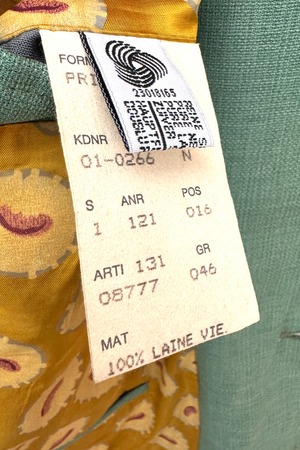 FORM
PRI
23018165
KDNR
01-0266 N
S ANR POS
1 121 016
ARTI 131 GR
08777 046
MAT
100% LAINE VIE.